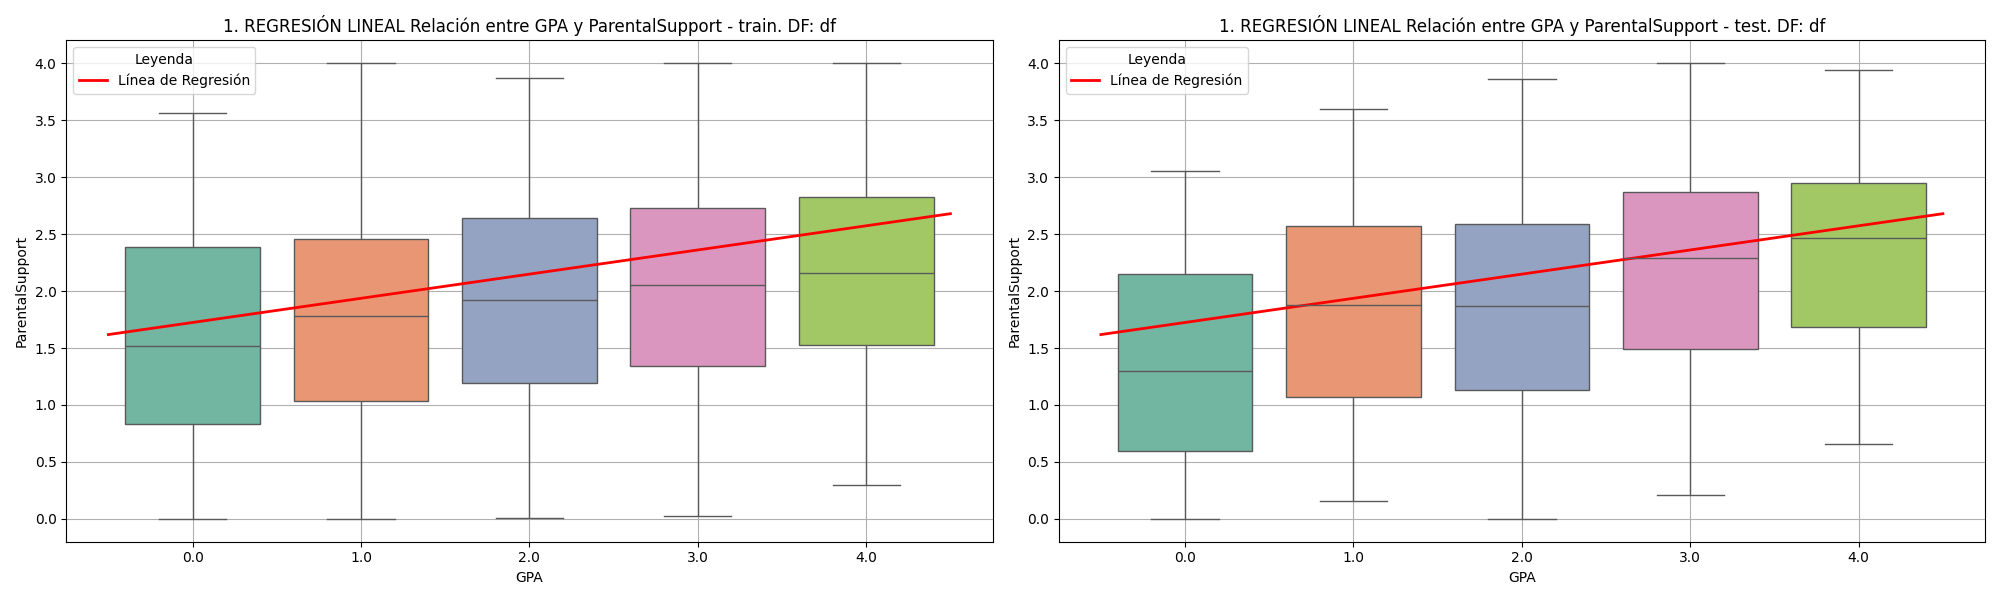 1. REGRESIÓN LINEAL Relación entre GPA y ParentalSupport - train. DF: df
Leyenda
Línea de Regresión
ParentalSupport
4.0
3.5
3.0
2.5
2.0
1.5
1.0
0.5
0.0
0.0 1.0 2.0 3.0 4.0
GPA
1. REGRESIÓN LINEAL Relación entre GPA y ParentalSupport - test. DF: df
Leyenda
Línea de Regresión
ParentalSupport
4.0
3.5
3.0
2.5
2.0
1.5
1.0
0.5
0.0
0.0 1.0 2.0 3.0 4.0
GPA